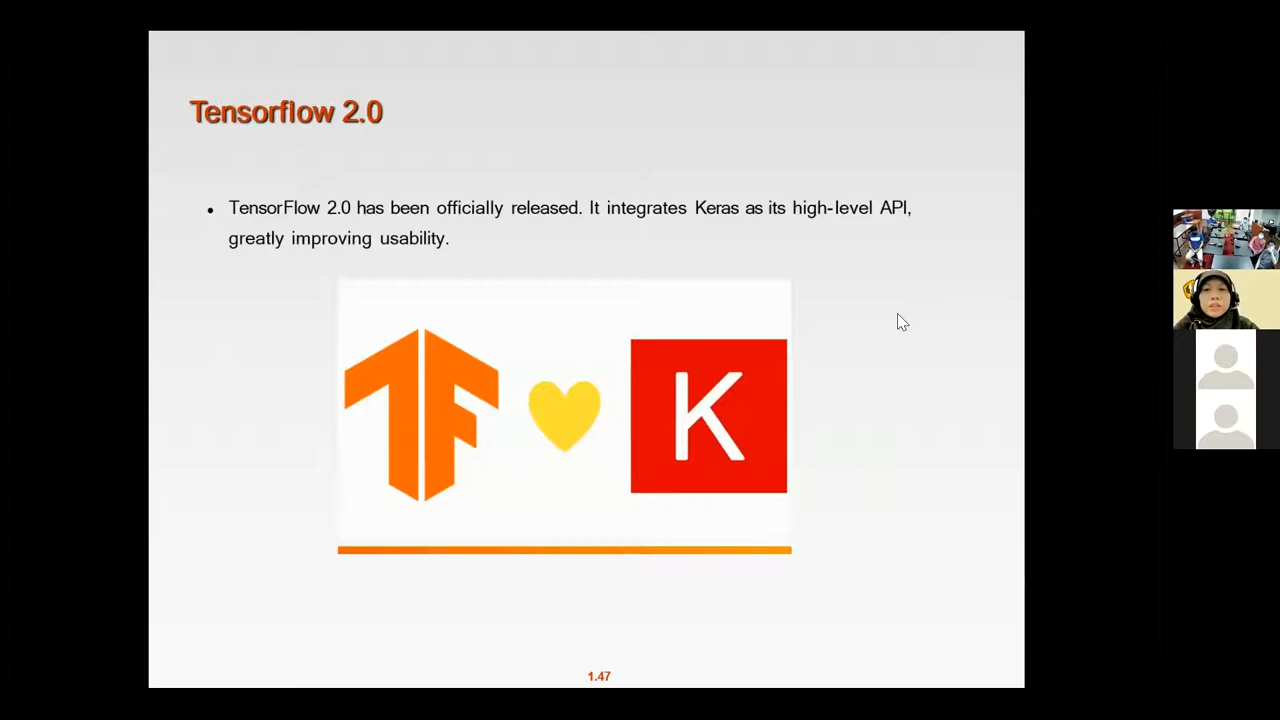 Tensorflow 2.0
• TensorFlow 2.0 has been officially released. It integrates Keras as its high-level API,
greatly improving usability.
TF
K
1.47